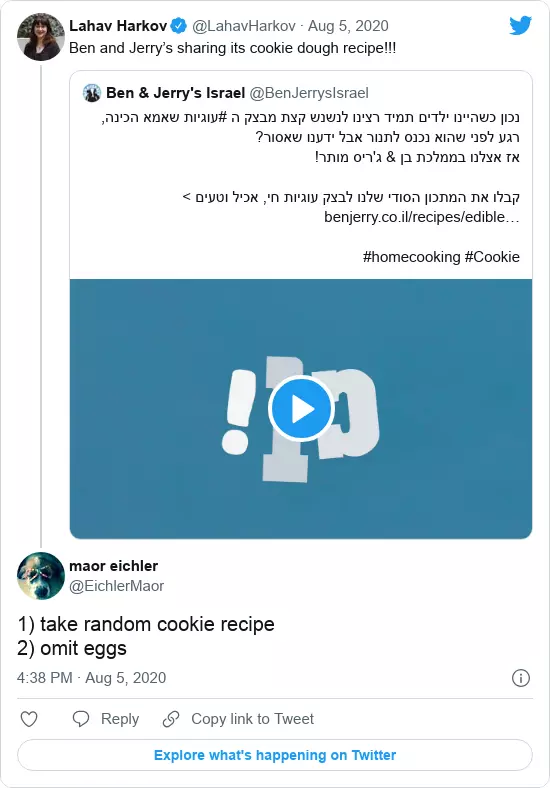 Lahav Harkov @LahavHarkov · Aug 5, 2020
Ben and Jerry’s sharing its cookie dough recipe!!!
Ben & Jerry's Israel @BenJerrysIsrael
נכון כשהיינו ילדים תמיד רצינו לנשנש קצת מבצק ה #עוגיות שאמא הכינה,
רגע לפני שהוא נכנס לתנור אבל ידענו שאסור?
אז אצלנו בממלכת בן & ג'ריס מותר!
קבלו את המתכון הסודי שלנו לבצק עוגיות חי, אכיל וטעים >
benjerry.co.il/recipes/edible…
#homecooking #Cookie
maor eichler
@EichlerMaor
1) take random cookie recipe
2) omit eggs
4:38 PM · Aug 5, 2020
Reply
Copy link to Tweet
Explore what's happening on Twitter